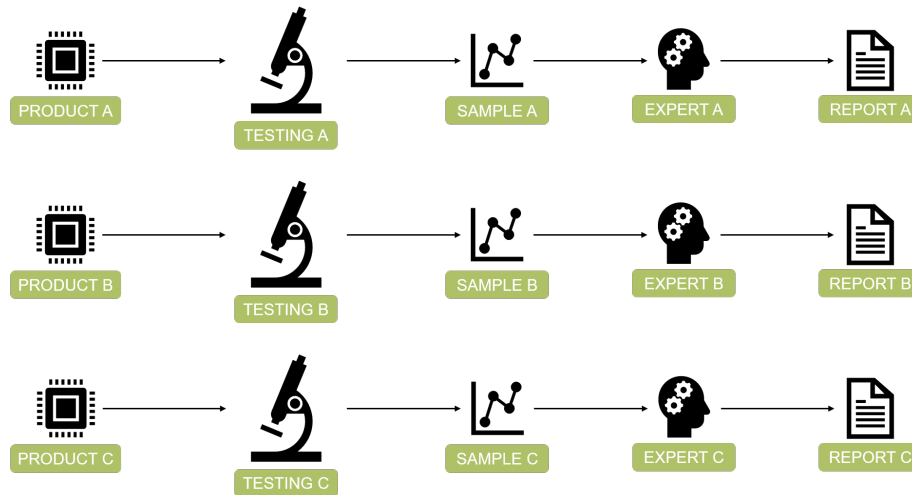 PRODUCT A
TESTING A
SAMPLE A
EXPERT A
REPORT A
PRODUCT B
TESTING B
SAMPLE B
EXPERT B
REPORT B
PRODUCT C
TESTING C
SAMPLE C
EXPERT C
REPORT C